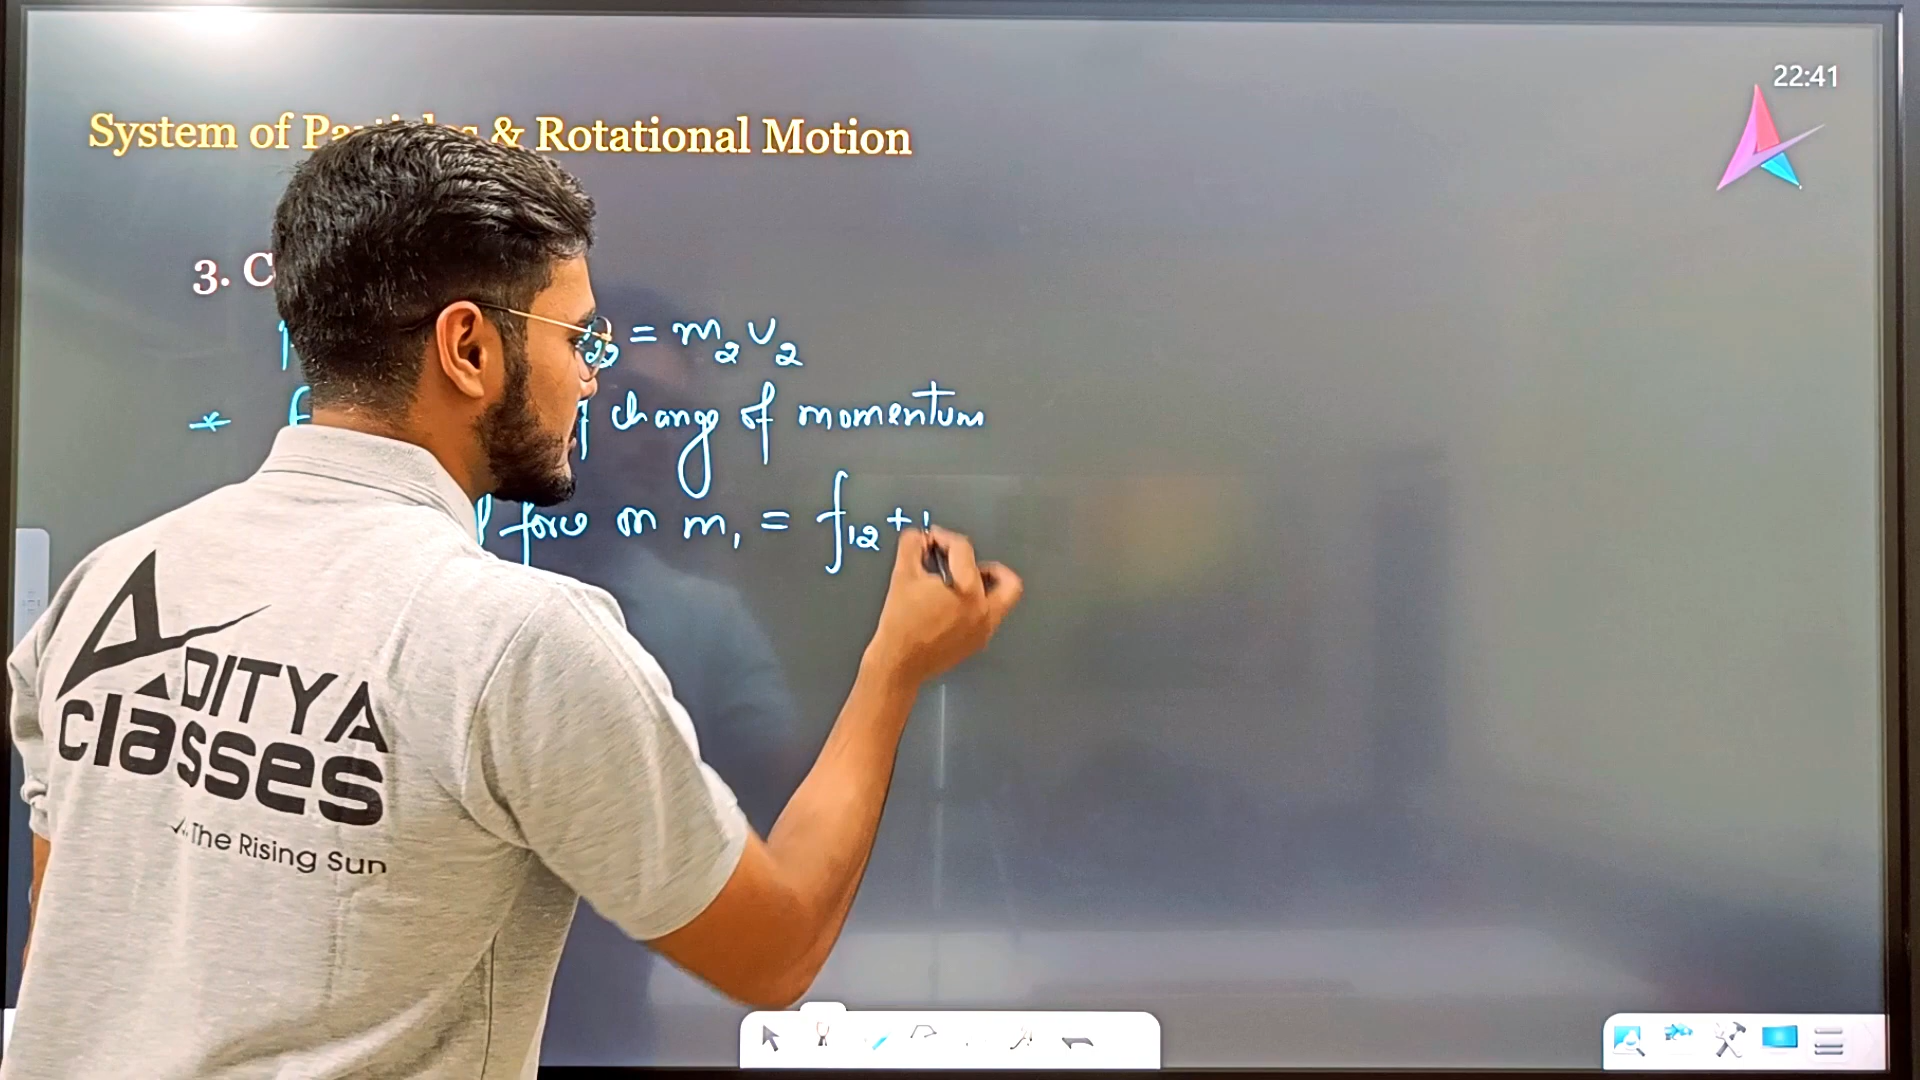 22:41
System of & Rotational Motion
3.
= m₂v₂
* change of momentum
force on m₁ = f₁₂ +
ADITYA
classes
The Rising Sun